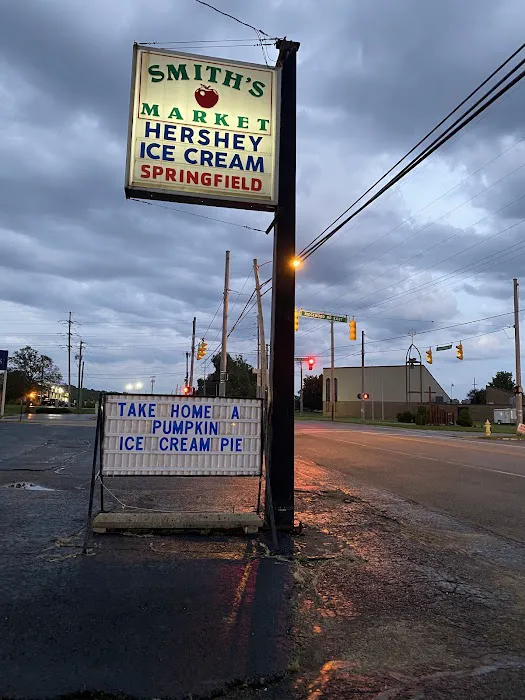 SMITH'S
MARKET
HERSHEY
ICE CREAM
SPRINGFIELD
TAKE HOME A
PUMPKIN
ICE CREAM PIE